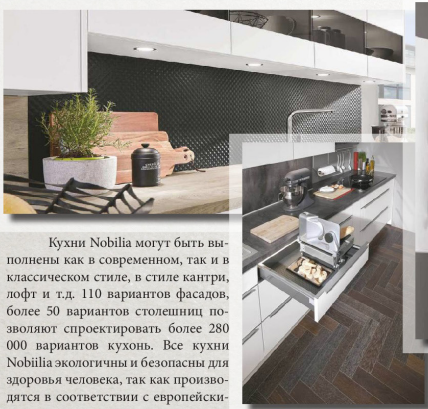 Кухни Nobilia могут быть вы-
полнены как в современном, так и в
классическом стиле, в стиле кантри,
лофт и т.д. 110 вариантов фасадов,
более 50 вариантов столешниц по-
зволяют спроектировать более 280
000 вариантов кухонь. Все кухни
Nobiilia экологичны и безопасны для
здоровья человека, так как произво-
дятся в соответствии с европейски-